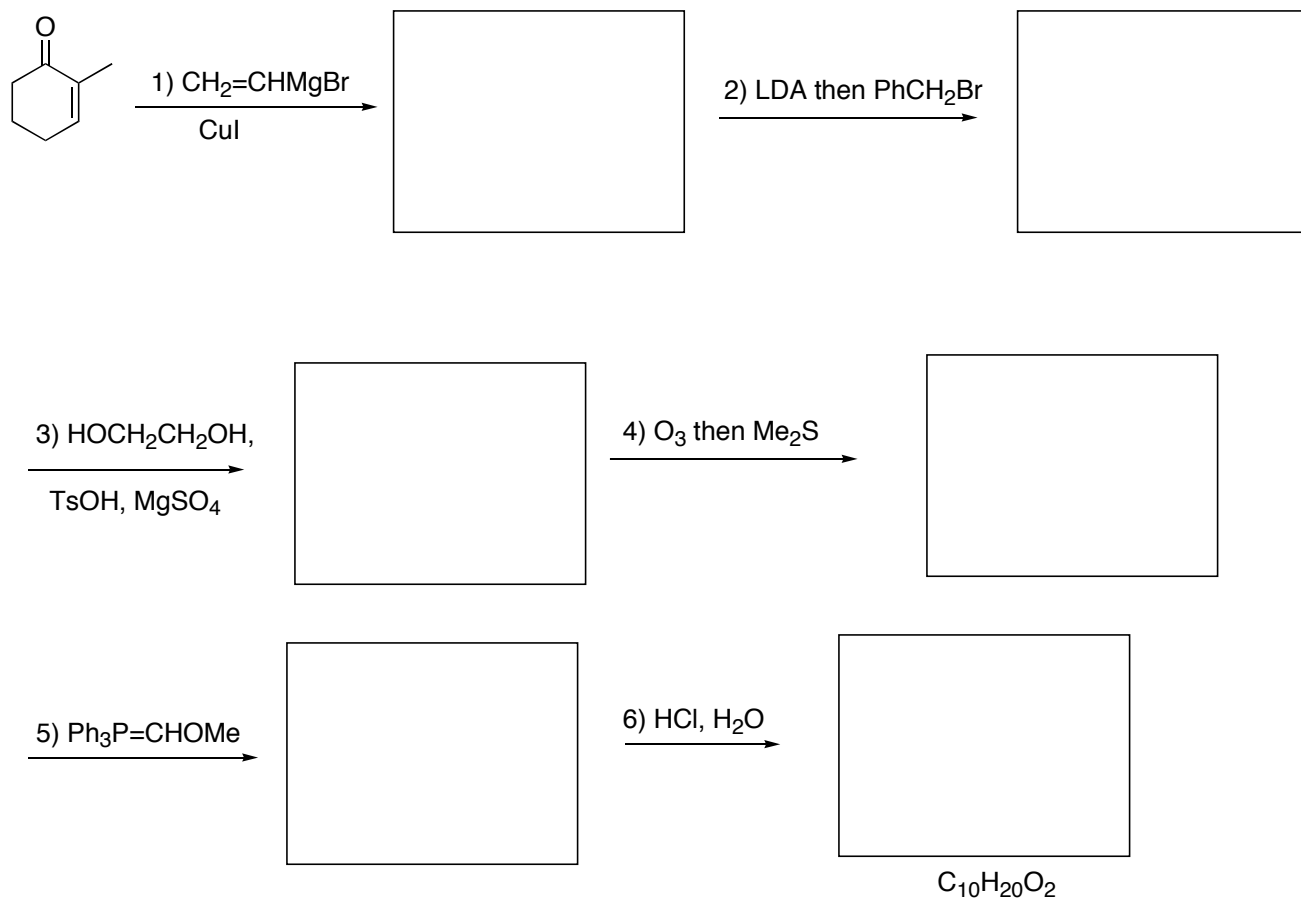 O
1) CH₂=CHMgBr
CuI
2) LDA then PhCH₂Br
3) HOCH₂CH₂OH,
TsOH, MgSO₄
4) O₃ then Me₂S
5) Ph₃P=CHOMe
6) HCl, H₂O
C₁₀H₂₀O₂